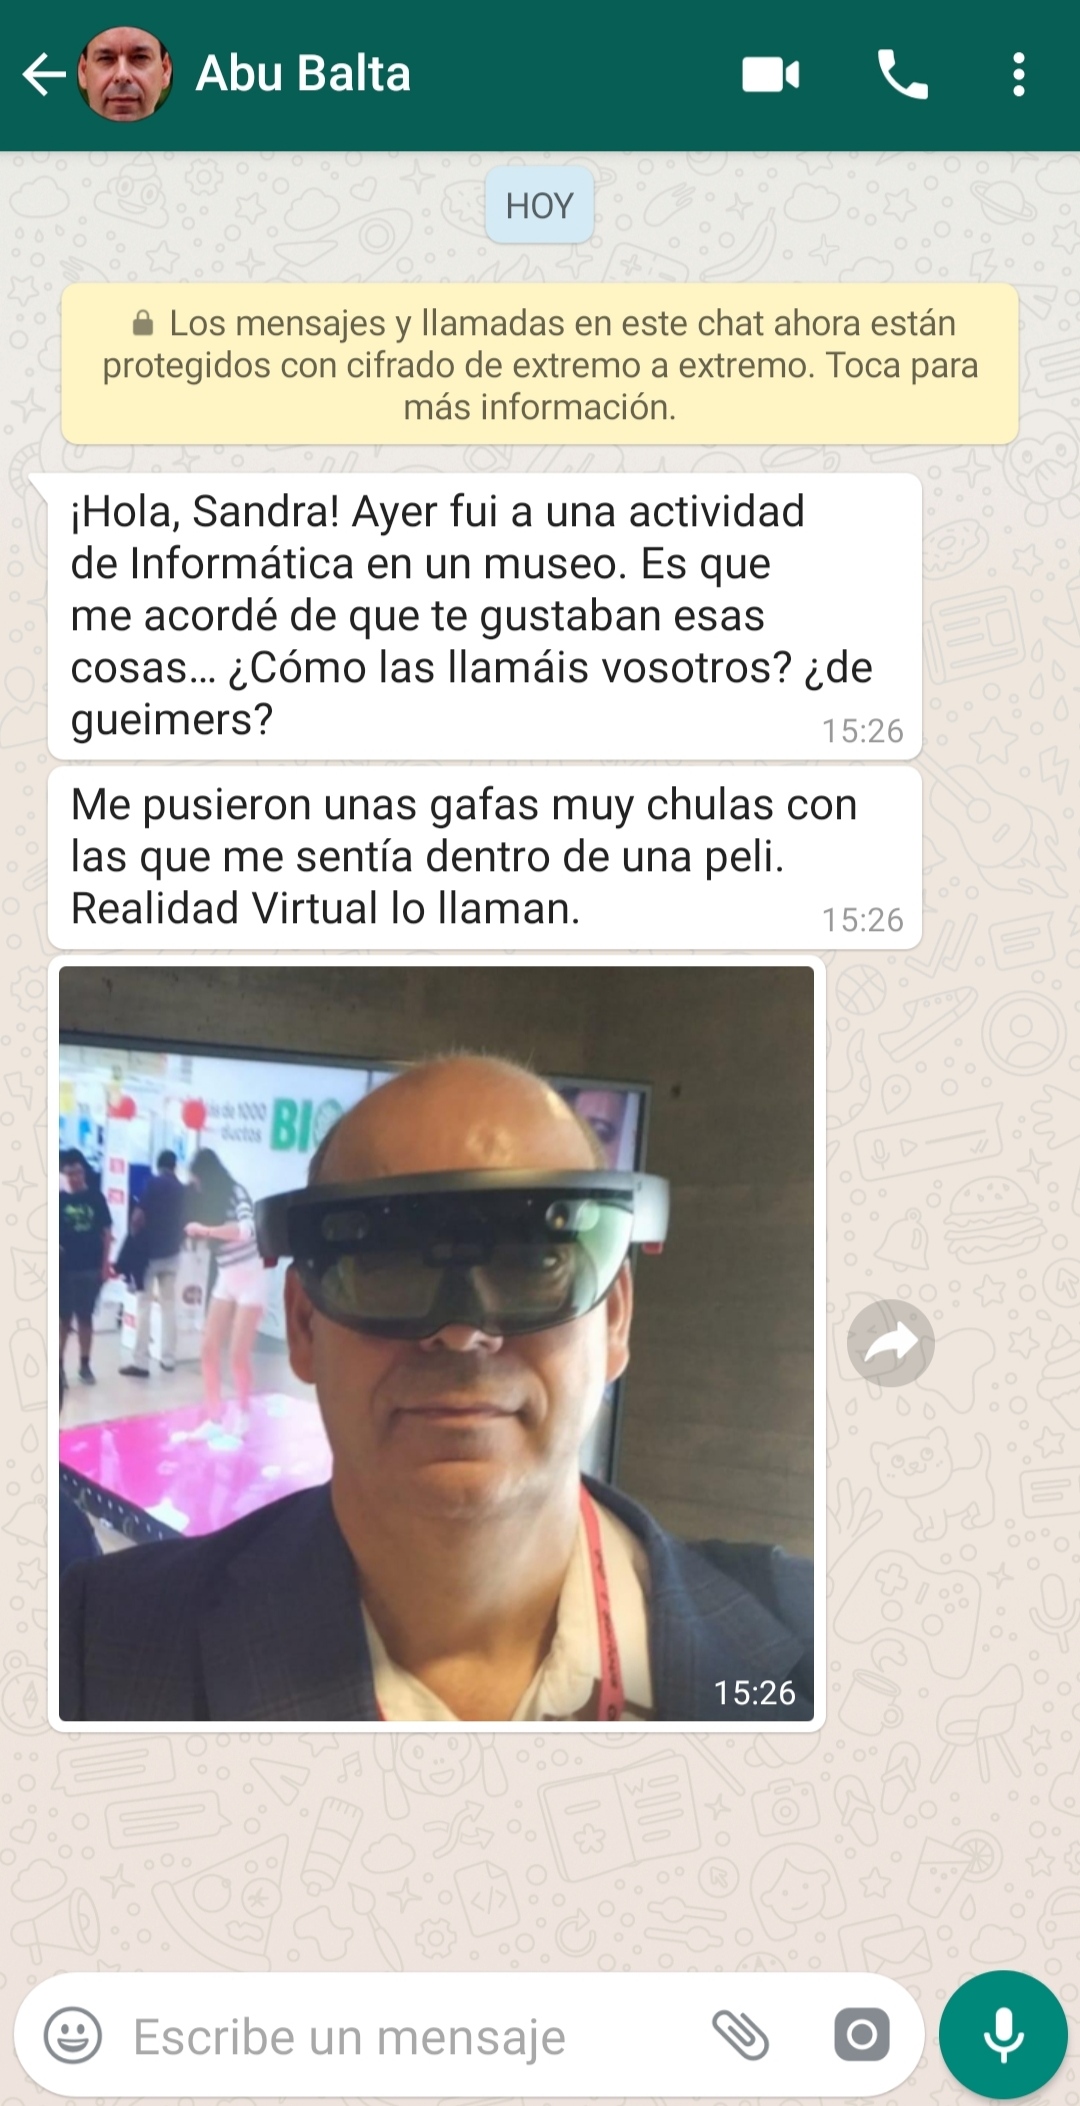 Abu Balta
HOY
Los mensajes y llamadas en este chat ahora están
protegidos con cifrado de extremo a extremo. Toca para
más información.
¡Hola, Sandra! Ayer fui a una actividad
de Informática en un museo. Es que
me acordé de que te gustaban esas
cosas... ¿Cómo las llamáis vosotros? ¿de
gueimers?
15:26
Me pusieron unas gafas muy chulas con
las que me sentía dentro de una peli.
Realidad Virtual lo llaman.
15:26
de 1000
BI
15:26
Escribe un mensaje